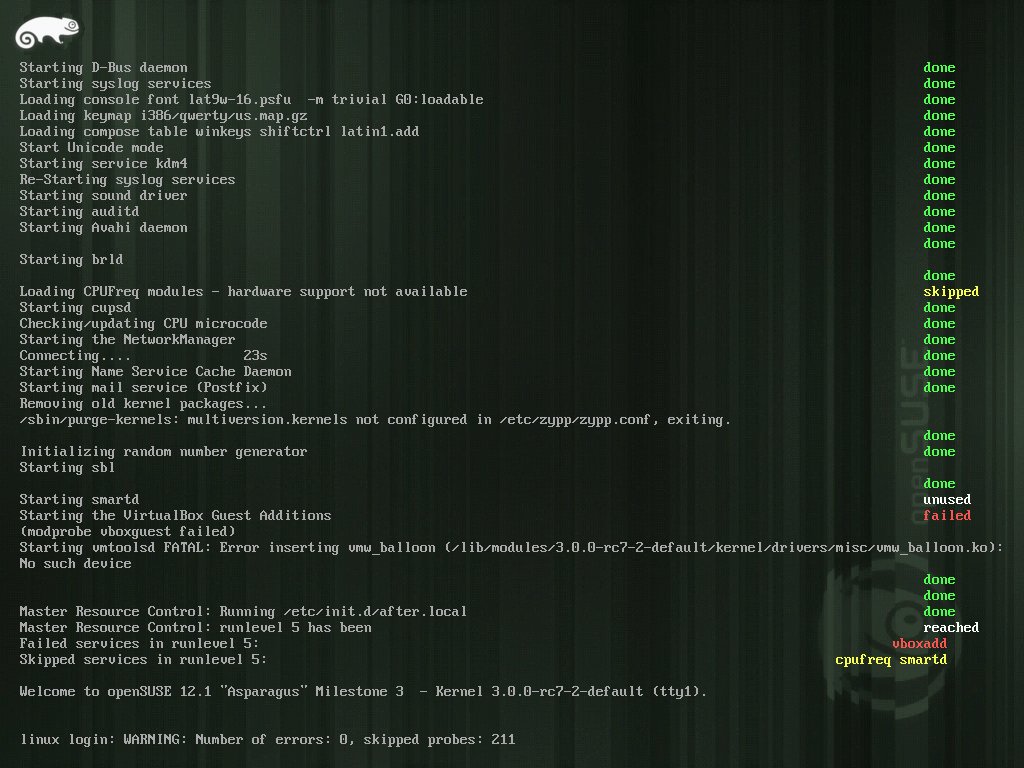 Starting D-Bus daemon done
Starting syslog services done
Loading console font lat9w-16.psfu -m trivial G0:loadable done
Loading keymap i386/qwerty/us.map.gz done
Loading compose table winkeys shiftctrl latin1.add done
Start Unicode mode done
Starting service kdm4 done
Re-Starting syslog services done
Starting sound driver done
Starting auditd done
Starting Avahi daemon done
done
Starting brld
done
Loading CPUFreq modules - hardware support not available skipped
Starting cupsd done
Checking/updating CPU microcode done
Starting the NetworkManager done
Connecting.... 23s done
Starting Name Service Cache Daemon done
Starting mail service (Postfix) done
Removing old kernel packages...
/sbin/purge-kernels: multiversion.kernels not configured in /etc/zypp/zypp.conf, exiting.
done
Initializing random number generator done
Starting sbl
done
Starting smartd unused
Starting the VirtualBox Guest Additions failed
(modprobe vboxguest failed)
Starting vmtoolsd FATAL: Error inserting vmw_balloon (/lib/modules/3.0.0-rc7-2-default/kernel/drivers/misc/vmw_balloon.ko):
No such device
done
done
Master Resource Control: Running /etc/init.d/after.local done
Master Resource Control: runlevel 5 has been reached
Failed services in runlevel 5: vboxadd
Skipped services in runlevel 5: cpufreq smartd
Welcome to openSUSE 12.1 "Asparagus" Milestone 3 - Kernel 3.0.0-rc7-2-default (tty1).
linux login: WARNING: Number of errors: 0, skipped probes: 211
openSUSE